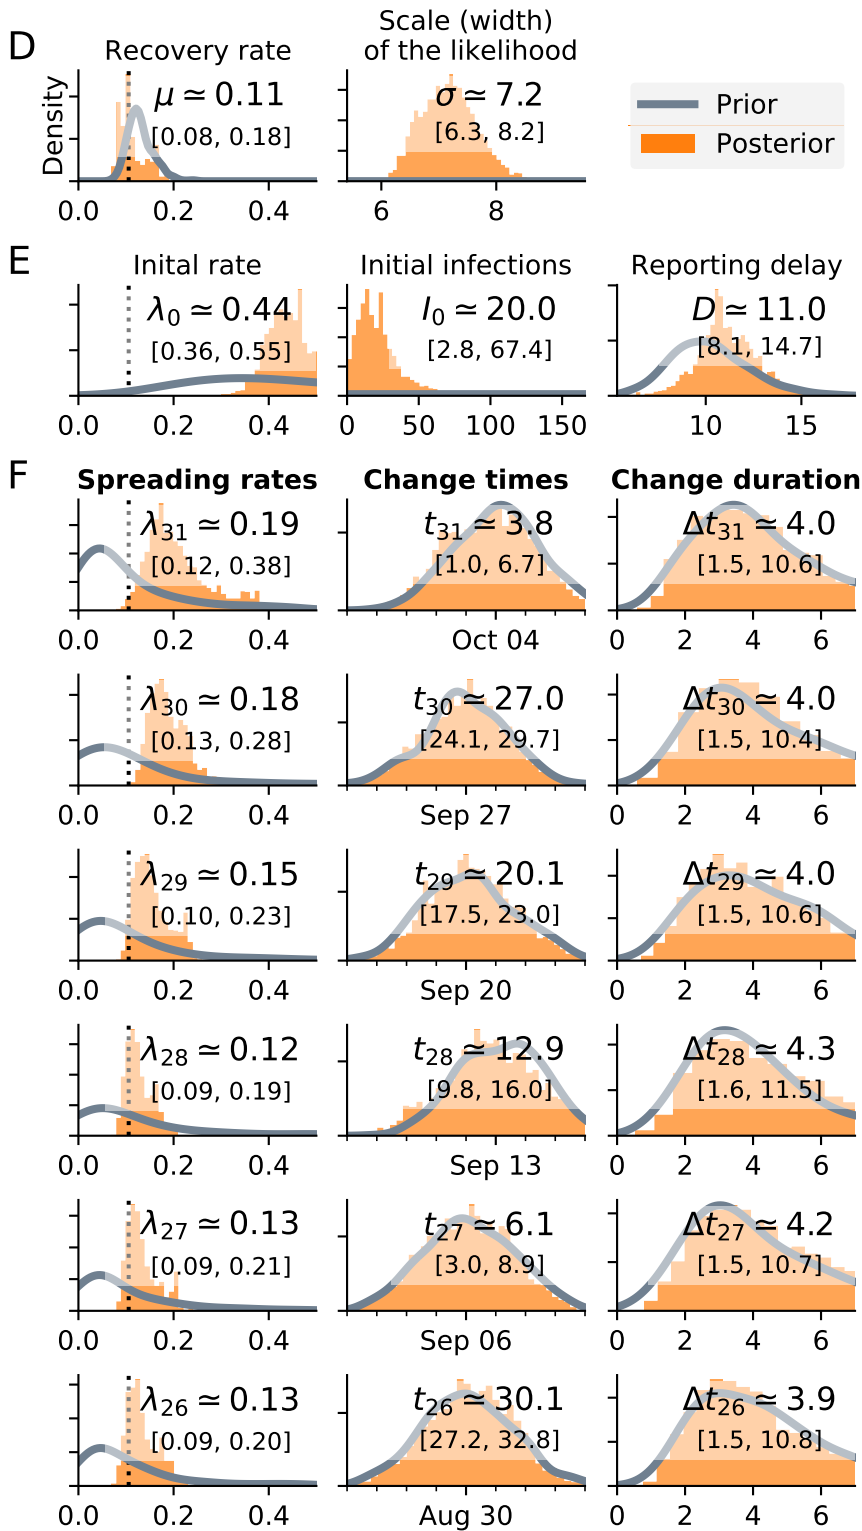 D
Recovery rate
Scale (width)
of the likelihood
Density
μ ≃ 0.11
[0.08, 0.18]
σ ≃ 7.2
[6.3, 8.2]
Prior
Posterior
0.0 0.2 0.4
6 8
E
Inital rate
Initial infections
Reporting delay
λ₀ ≃ 0.44
[0.36, 0.55]
I₀ ≃ 20.0
[2.8, 67.4]
D ≃ 11.0
[8.1, 14.7]
0.0 0.2 0.4
0 50 100 150
10 15
F
Spreading rates
Change times
Change duration
λ₃₁ ≃ 0.19
[0.12, 0.38]
t₃₁ ≃ 3.8
[1.0, 6.7]
Δt₃₁ ≃ 4.0
[1.5, 10.6]
0.0 0.2 0.4
Oct 04
0 2 4 6
λ₃₀ ≃ 0.18
[0.13, 0.28]
t₃₀ ≃ 27.0
[24.1, 29.7]
Δt₃₀ ≃ 4.0
[1.5, 10.4]
0.0 0.2 0.4
Sep 27
0 2 4 6
λ₂₉ ≃ 0.15
[0.10, 0.23]
t₂₉ ≃ 20.1
[17.5, 23.0]
Δt₂₉ ≃ 4.0
[1.5, 10.6]
0.0 0.2 0.4
Sep 20
0 2 4 6
λ₂₈ ≃ 0.12
[0.09, 0.19]
t₂₈ ≃ 12.9
[9.8, 16.0]
Δt₂₈ ≃ 4.3
[1.6, 11.5]
0.0 0.2 0.4
Sep 13
0 2 4 6
λ₂₇ ≃ 0.13
[0.09, 0.21]
t₂₇ ≃ 6.1
[3.0, 8.9]
Δt₂₇ ≃ 4.2
[1.5, 10.7]
0.0 0.2 0.4
Sep 06
0 2 4 6
λ₂₆ ≃ 0.13
[0.09, 0.20]
t₂₆ ≃ 30.1
[27.2, 32.8]
Δt₂₆ ≃ 3.9
[1.5, 10.8]
0.0 0.2 0.4
Aug 30
0 2 4 6